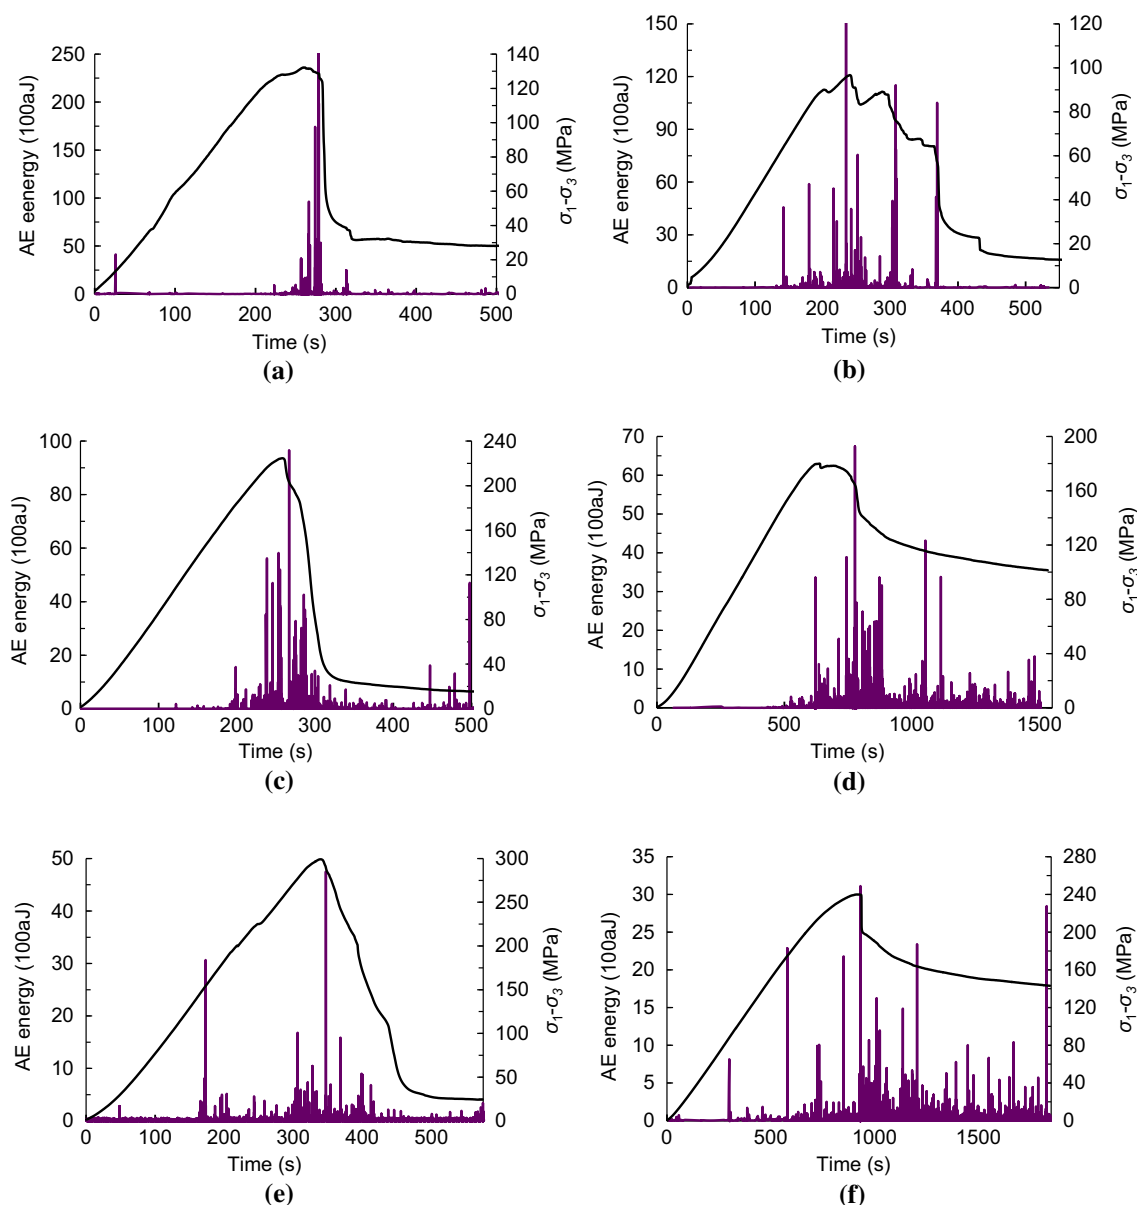 250
200
150
100
50
0
AE eenergy (100aJ)
140
120
100
80
60
40
20
0
σ1-σ3 (MPa)
0 100 200 300 400 500
Time (s)
(a)
150
120
90
60
30
0
AE energy (100aJ)
120
100
80
60
40
20
0
σ1-σ3 (MPa)
0 100 200 300 400 500
Time (s)
(b)
100
80
60
40
20
0
AE energy (100aJ)
240
200
160
120
80
40
0
σ1-σ3 (MPa)
0 100 200 300 400 500
Time (s)
(c)
70
60
50
40
30
20
10
0
AE energy (100aJ)
200
160
120
80
40
0
σ1-σ3 (MPa)
0 500 1000 1500
Time (s)
(d)
50
40
30
20
10
0
AE energy (100aJ)
300
250
200
150
100
50
0
σ1-σ3 (MPa)
0 100 200 300 400 500
Time (s)
(e)
35
30
25
20
15
10
5
0
AE energy (100aJ)
280
240
200
160
120
80
40
0
σ1-σ3 (MPa)
0 500 1000 1500
Time (s)
(f)